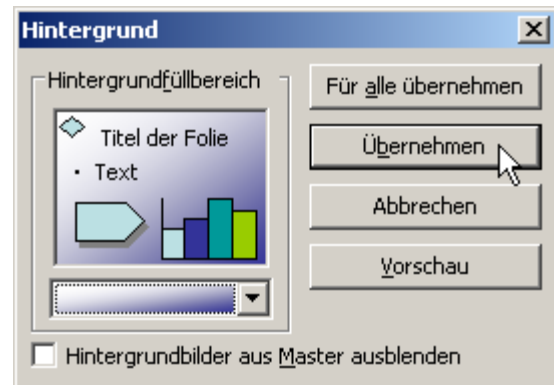 Hintergrund
Hintergrundfüllbereich
Titel der Folie
• Text
Für alle übernehmen
Übernehmen
Abbrechen
Vorschau
Hintergrundbilder aus Master ausblenden